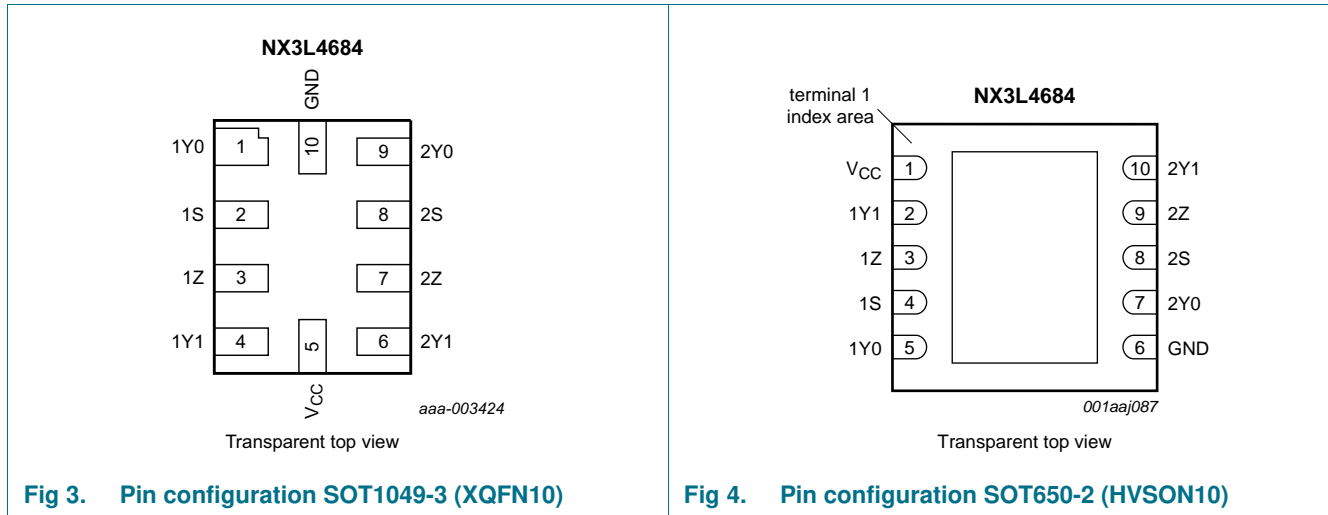 NX3L4684
GND
1Y0 1 10 9 2Y0
1S 2 8 2S
1Z 3 7 2Z
1Y1 4 5 6 2Y1
VCC
aaa-003424
Transparent top view
Fig 3. Pin configuration SOT1049-3 (XQFN10)
terminal 1
index area
NX3L4684
VCC 1 10 2Y1
1Y1 2 9 2Z
1Z 3 8 2S
1S 4 7 2Y0
1Y0 5 6 GND
001aaj087
Transparent top view
Fig 4. Pin configuration SOT650-2 (HVSON10)